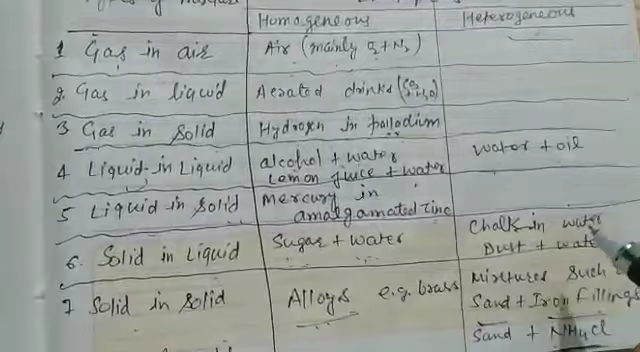 Types of
Homogeneous Heterogeneous
1 Gas in air Air (mainly O2 + N2)
2. Gas in liquid Aerated drinks (CO2 + H2O)
3 Gas in Solid Hydrogen in palladium
4 Liquid in Liquid alcohol + water water + oil
Lemon juice + water
5 Liquid in Solid Mercury in
amalgamated zinc
6. Solid in Liquid Sugar + water Chalk in water
Dust + wat
7 Solid in Solid Alloys e.g. brass Mixtures such
Sand + Iron Fillings
Sand + NH4Cl